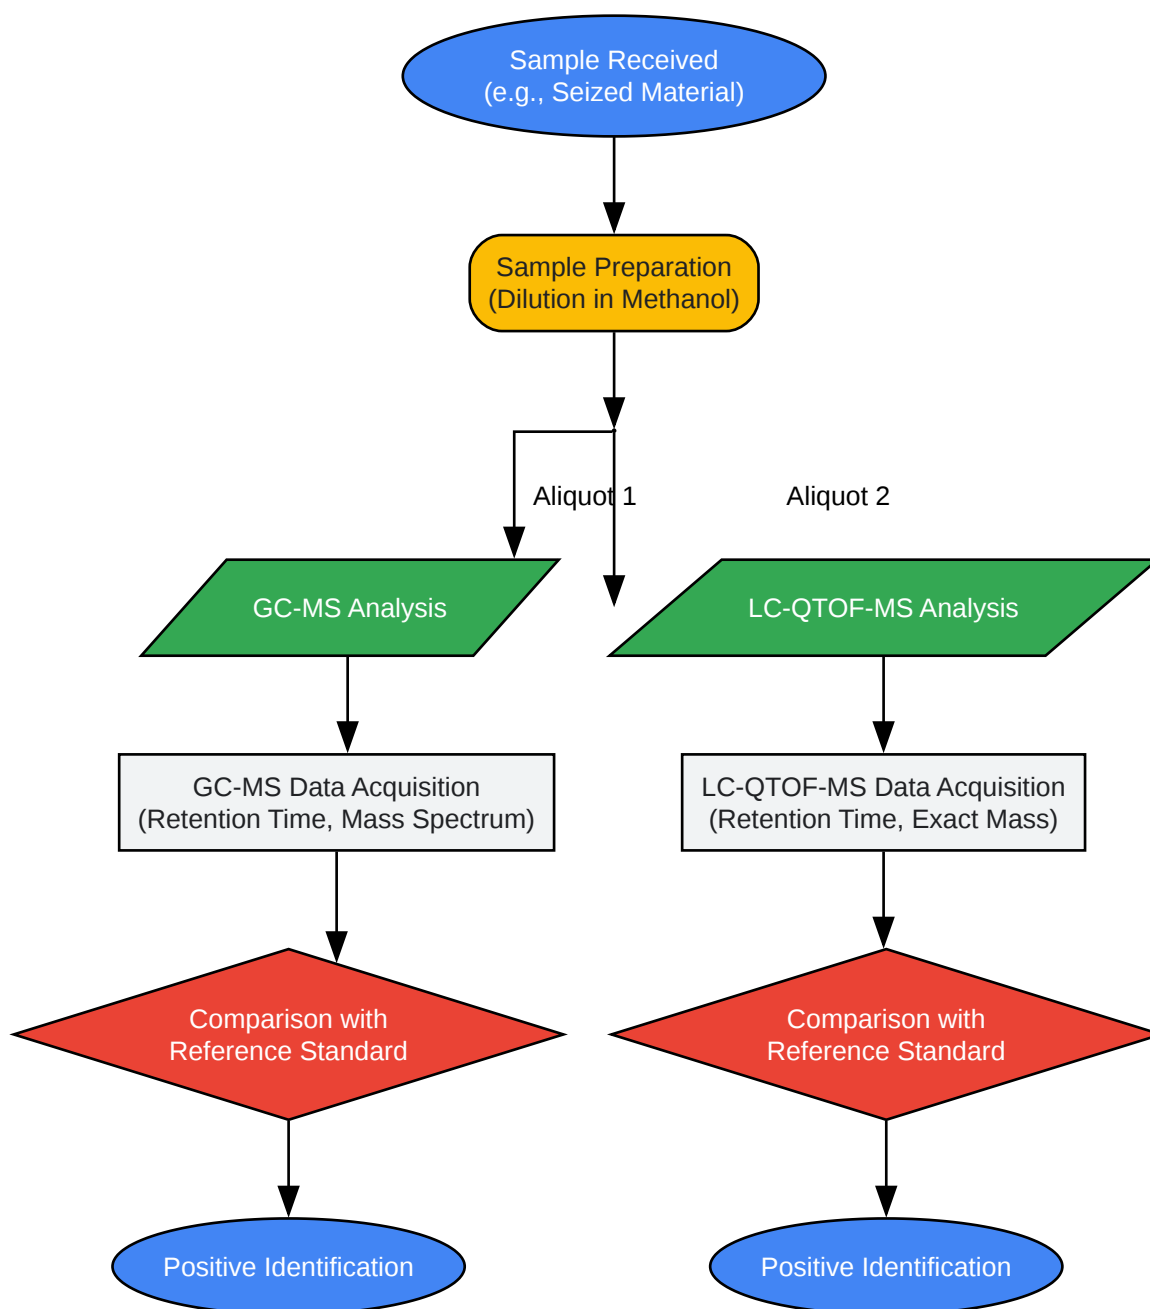 Sample Received
(e.g., Seized Material)
Sample Preparation
(Dilution in Methanol)
Aliquot 1
Aliquot 2
GC-MS Analysis
LC-QTOF-MS Analysis
GC-MS Data Acquisition
(Retention Time, Mass Spectrum)
LC-QTOF-MS Data Acquisition
(Retention Time, Exact Mass)
Comparison with
Reference Standard
Comparison with
Reference Standard
Positive Identification
Positive Identification